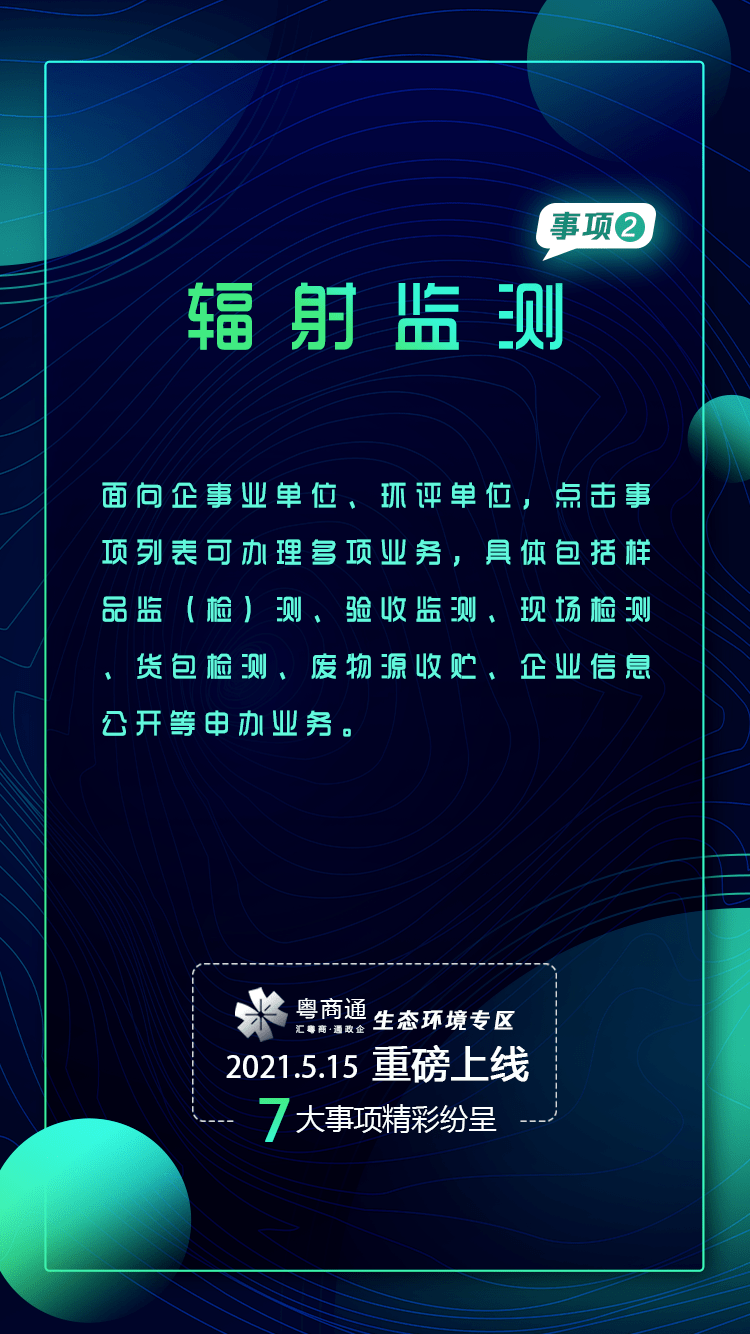 事项2
辐射监测
面向企事业单位、环评单位，点击事
项列表可办理多项业务，具体包括样
品监（检）测、验收监测、现场检测
、货包检测、废物源收贮、企业信息
公开等申办业务。
粤商通 生态环境专区
汇粤商·通政企
2021.5.15 重磅上线
7大事项精彩纷呈